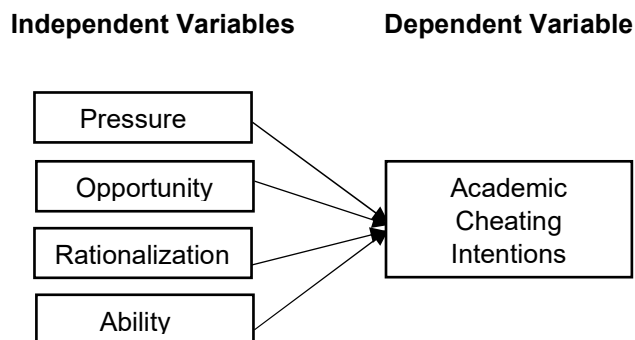 Independent Variables
Dependent Variable
Pressure
Opportunity
Rationalization
Ability
Academic
Cheating
Intentions